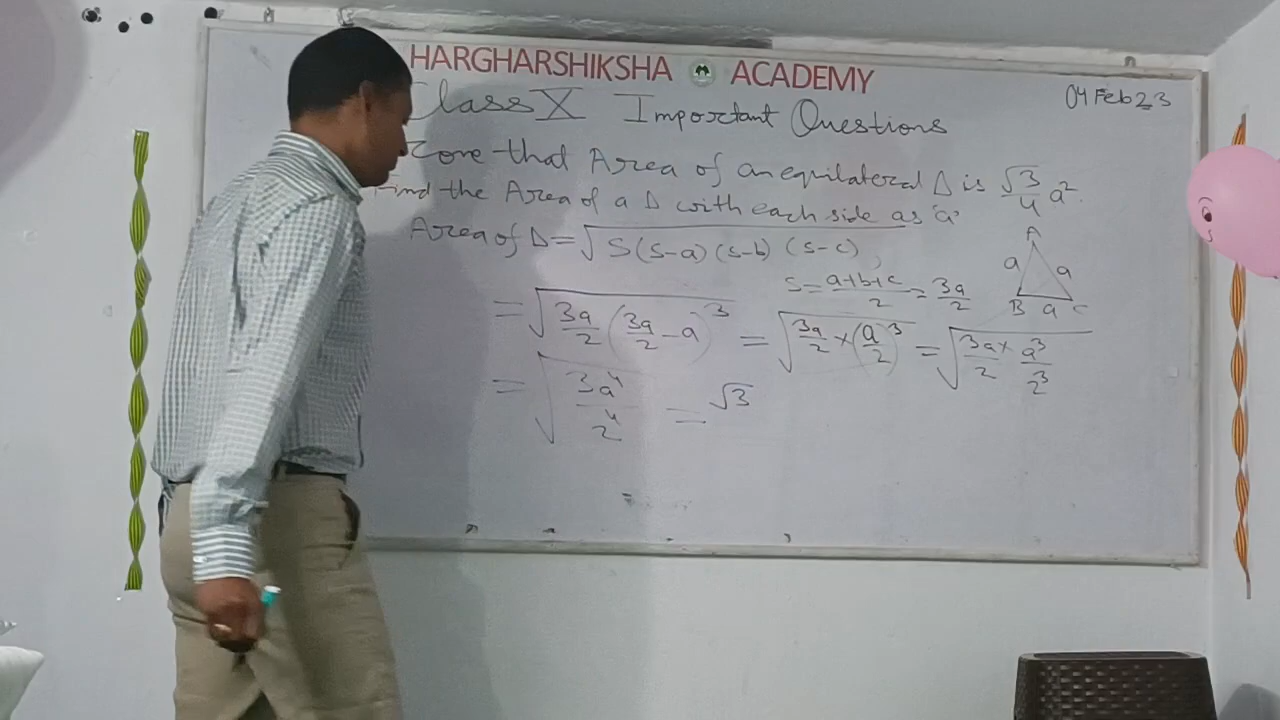 HARGHARSHIKSHA ACADEMY
04 Feb 23
Class X Important Questions
that Area of an equilateral Δ is √3/4 a².
Find the Area of a Δ with each side as 'a'
Area of Δ = √S(s-a)(s-b)(s-c)
S = a+b+c/2 = 3a/2
A
a a
B a C
= √3a/2 (3a/2 - a)³ = √3a/2 × (a/2)³ = √3a/2 × a³/2³
= √3a⁴/2⁴ = √3